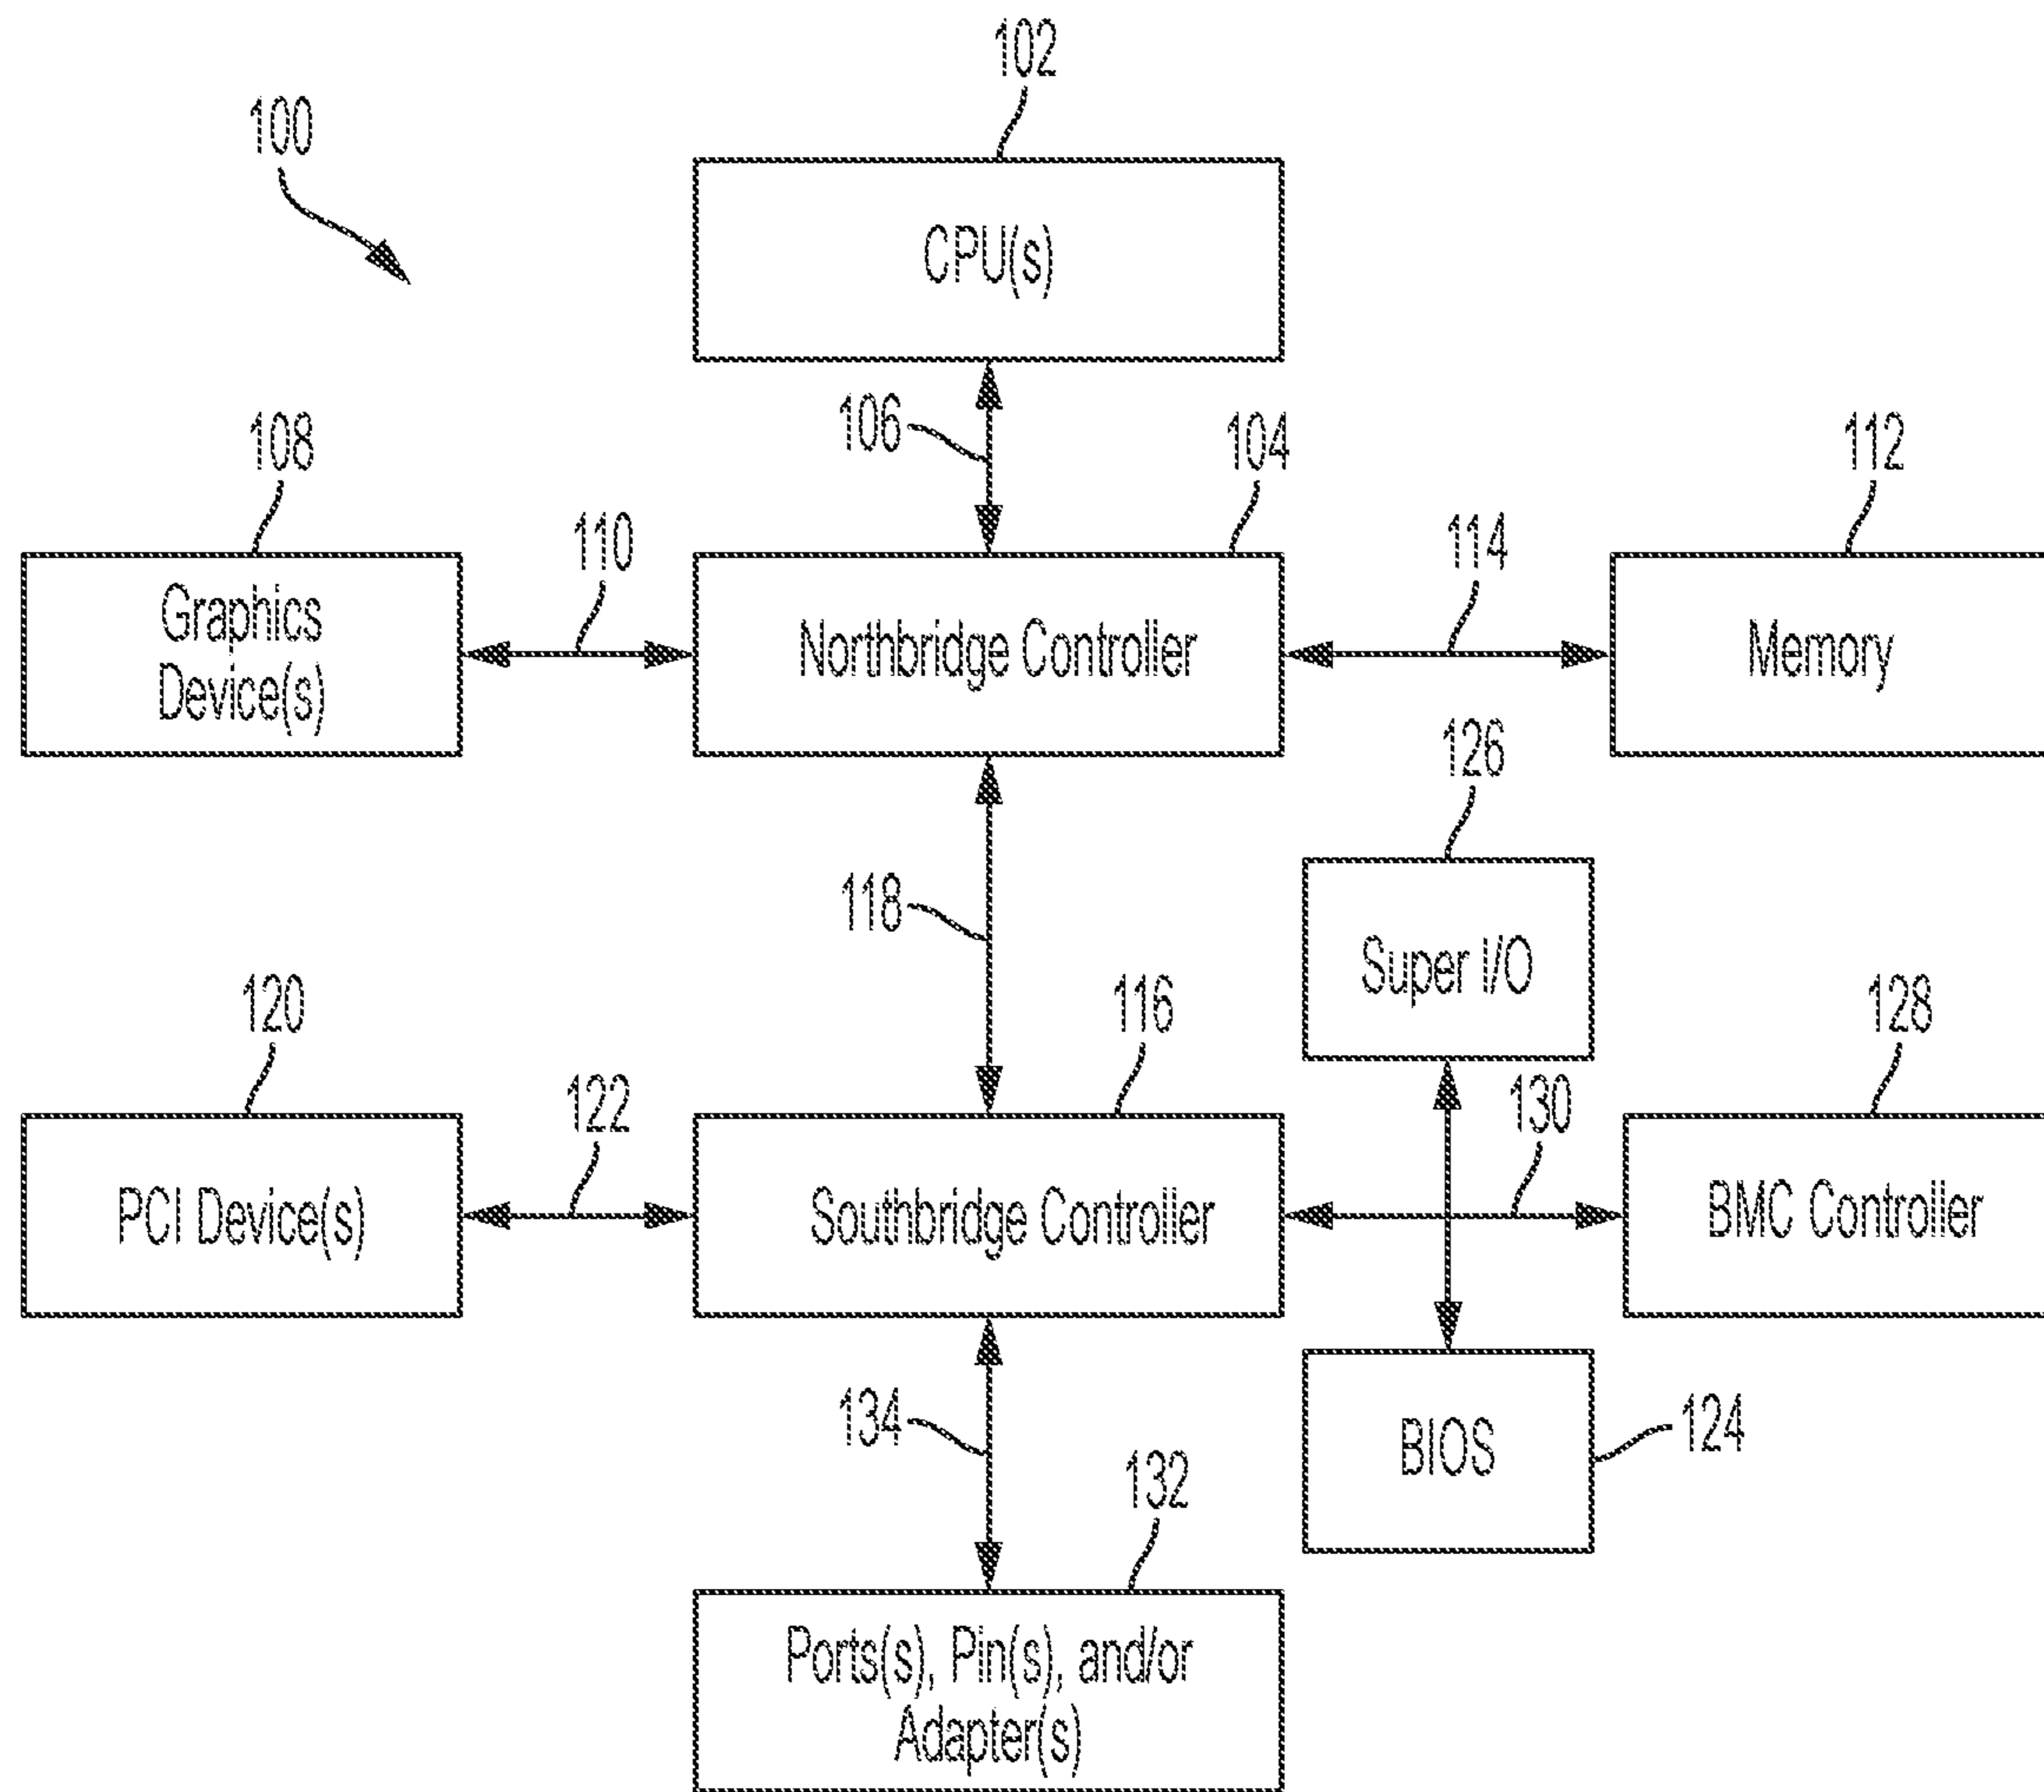 102
100
CPU(s)
106
104
108
112
110
114
Graphics
Device(s)
Northbridge Controller
Memory
126
118
Super I/O
120
116
128
122
130
PCI Device(s)
Southbridge Controller
BMC Controller
134
BIOS
124
132
Ports(s), Pin(s), and/or
Adapter(s)